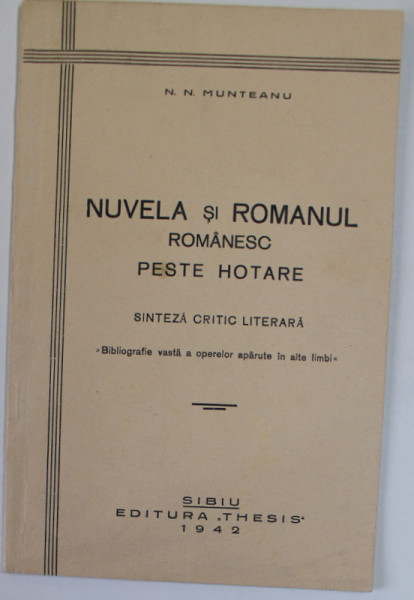 N. N. MUNTEANU
NUVELA ȘI ROMANUL
ROMÂNESC
PESTE HOTARE
SINTEZĂ CRITIC LITERARĂ
»Bibliografie vastă a operelor apărute în alte limbi«
SIBIU
EDITURA „THESIS"
1942